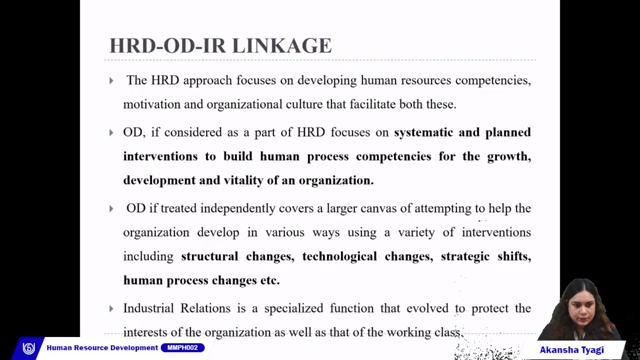 HRD-OD-IR LINKAGE
The HRD approach focuses on developing human resources competencies,
motivation and organizational culture that facilitate both these.
OD, if considered as a part of HRD focuses on systematic and planned
interventions to build human process competencies for the growth,
development and vitality of an organization.
OD if treated independently covers a larger canvas of attempting to help the
organization develop in various ways using a variety of interventions
including structural changes, technological changes, strategic shifts,
human process changes etc.
Industrial Relations is a specialized function that evolved to protect the
interests of the organization as well as that of the working class.
Human Resource Development MMPH002
Akansha Tyagi